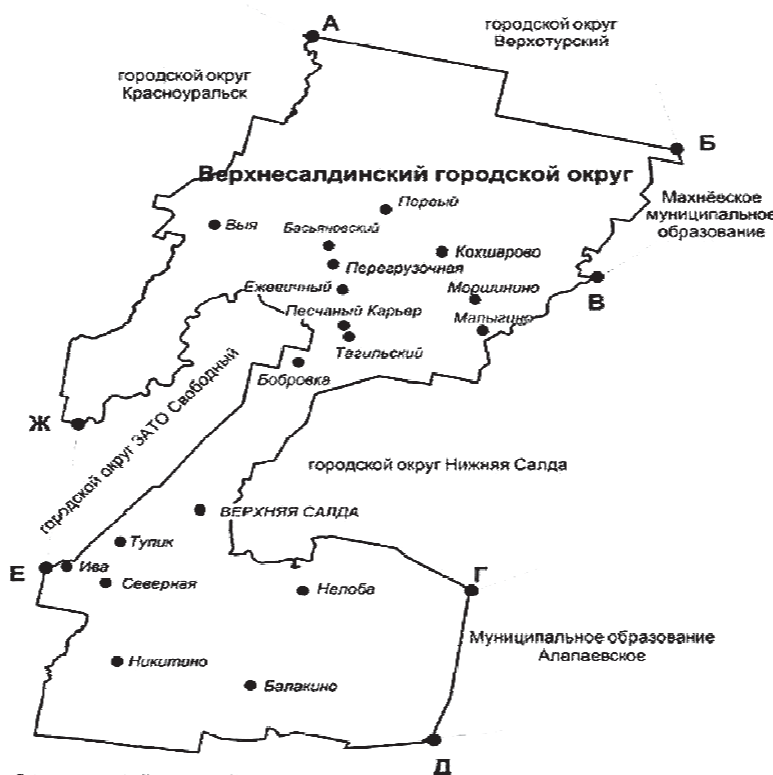 А
городской округ
Верхотурский
городской округ
Красноуральск
Б
Верхнесалдинский городской округ
Махнёвское
муниципальное
образование
Первый
Выя
Басьяновский
Кокшарово
Перегрузочная
Ежевичный
Моршинино
В
Песчаный Карьер
Малыгино
Тагильский
Бобровка
Ж
городской округ ЗАТО Свободный
городской округ Нижняя Салда
ВЕРХНЯЯ САЛДА
Тупик
Е
Ива
Северная
Нелоба
Г
Муниципальное образование
Алапаевское
Никитино
Балакино
Д